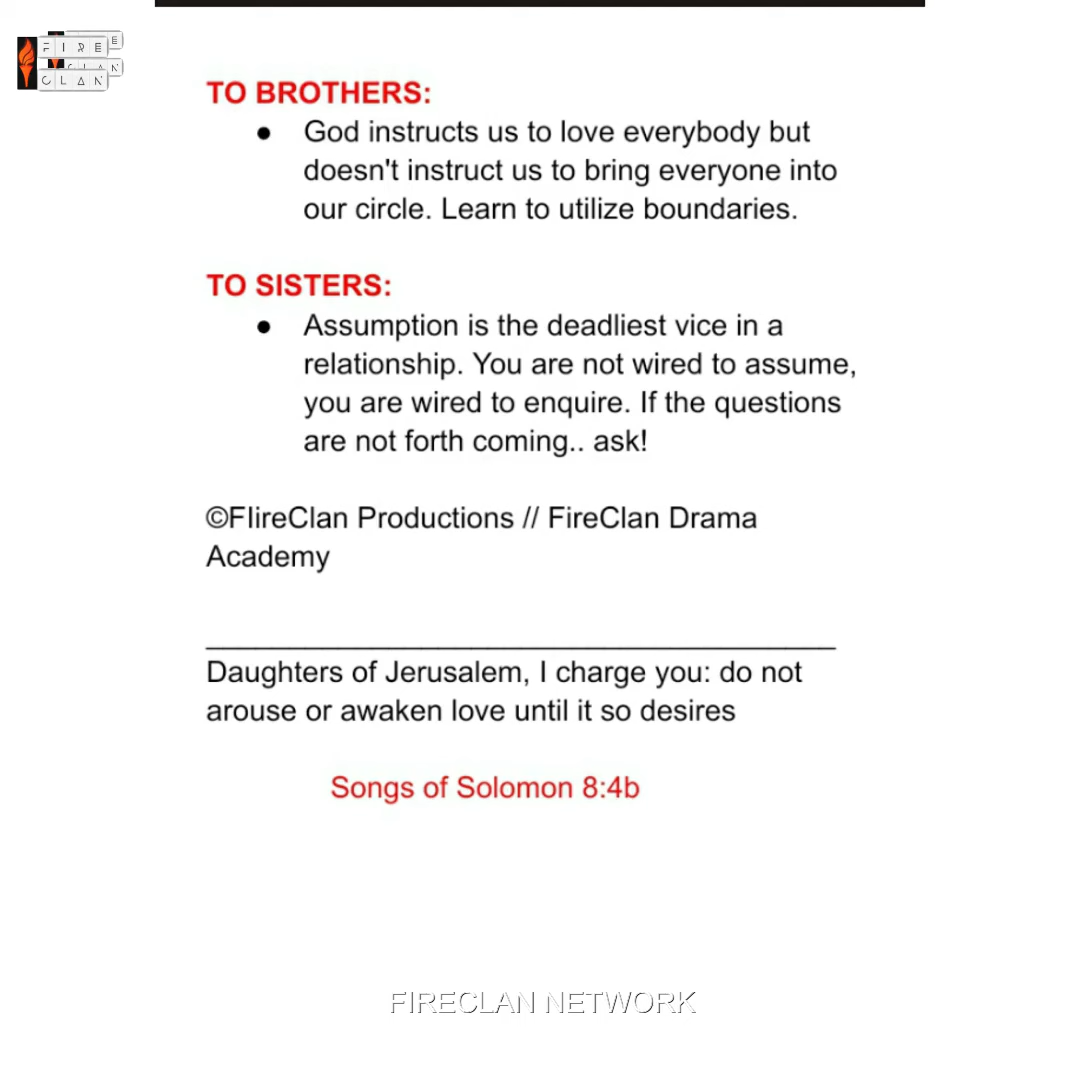 FIRE
CLAN
TO BROTHERS:
● God instructs us to love everybody but
doesn't instruct us to bring everyone into
our circle. Learn to utilize boundaries.
TO SISTERS:
● Assumption is the deadliest vice in a
relationship. You are not wired to assume,
you are wired to enquire. If the questions
are not forth coming.. ask!
©FlireClan Productions // FireClan Drama
Academy
Daughters of Jerusalem, I charge you: do not
arouse or awaken love until it so desires
Songs of Solomon 8:4b
FIRECLAN NETWORK